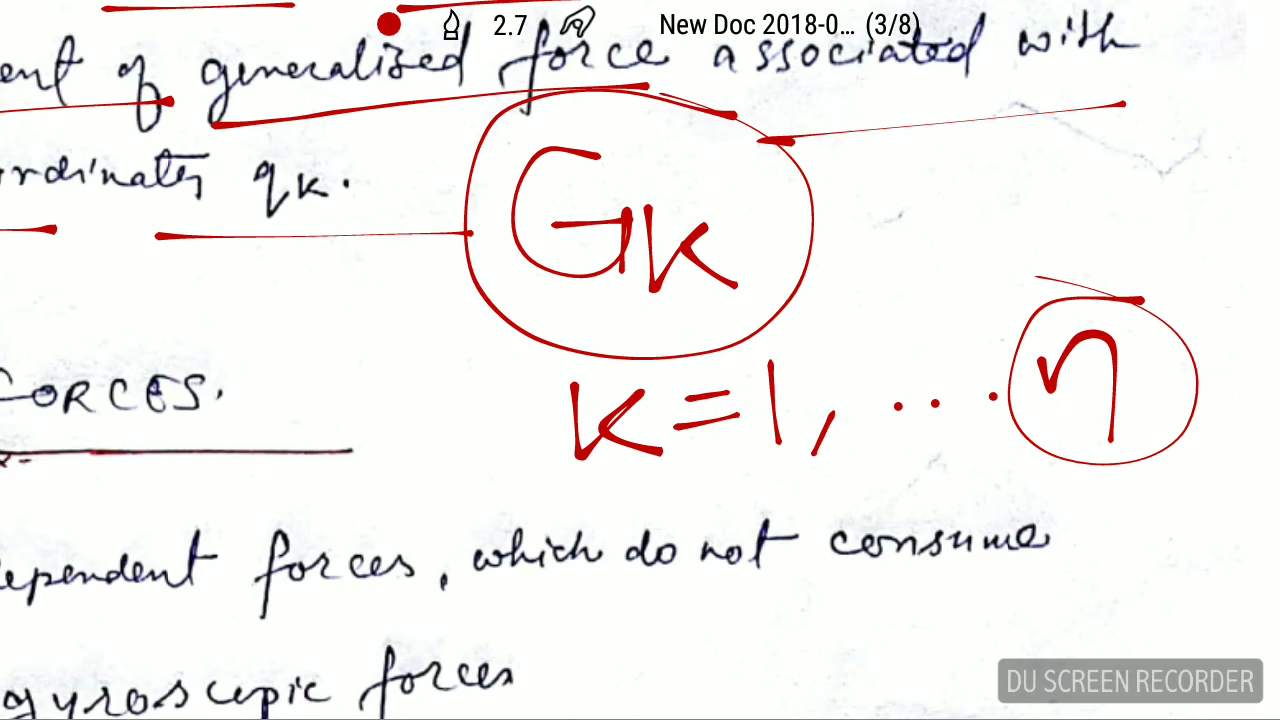 2.7 New Doc 2018-0... (3/8)
ent of generalized force associated with
rdinates qk.
Gk
k = 1, ... n
FORCES.
ependent forces, which do not consume
gyroscopic forces
DU SCREEN RECORDER